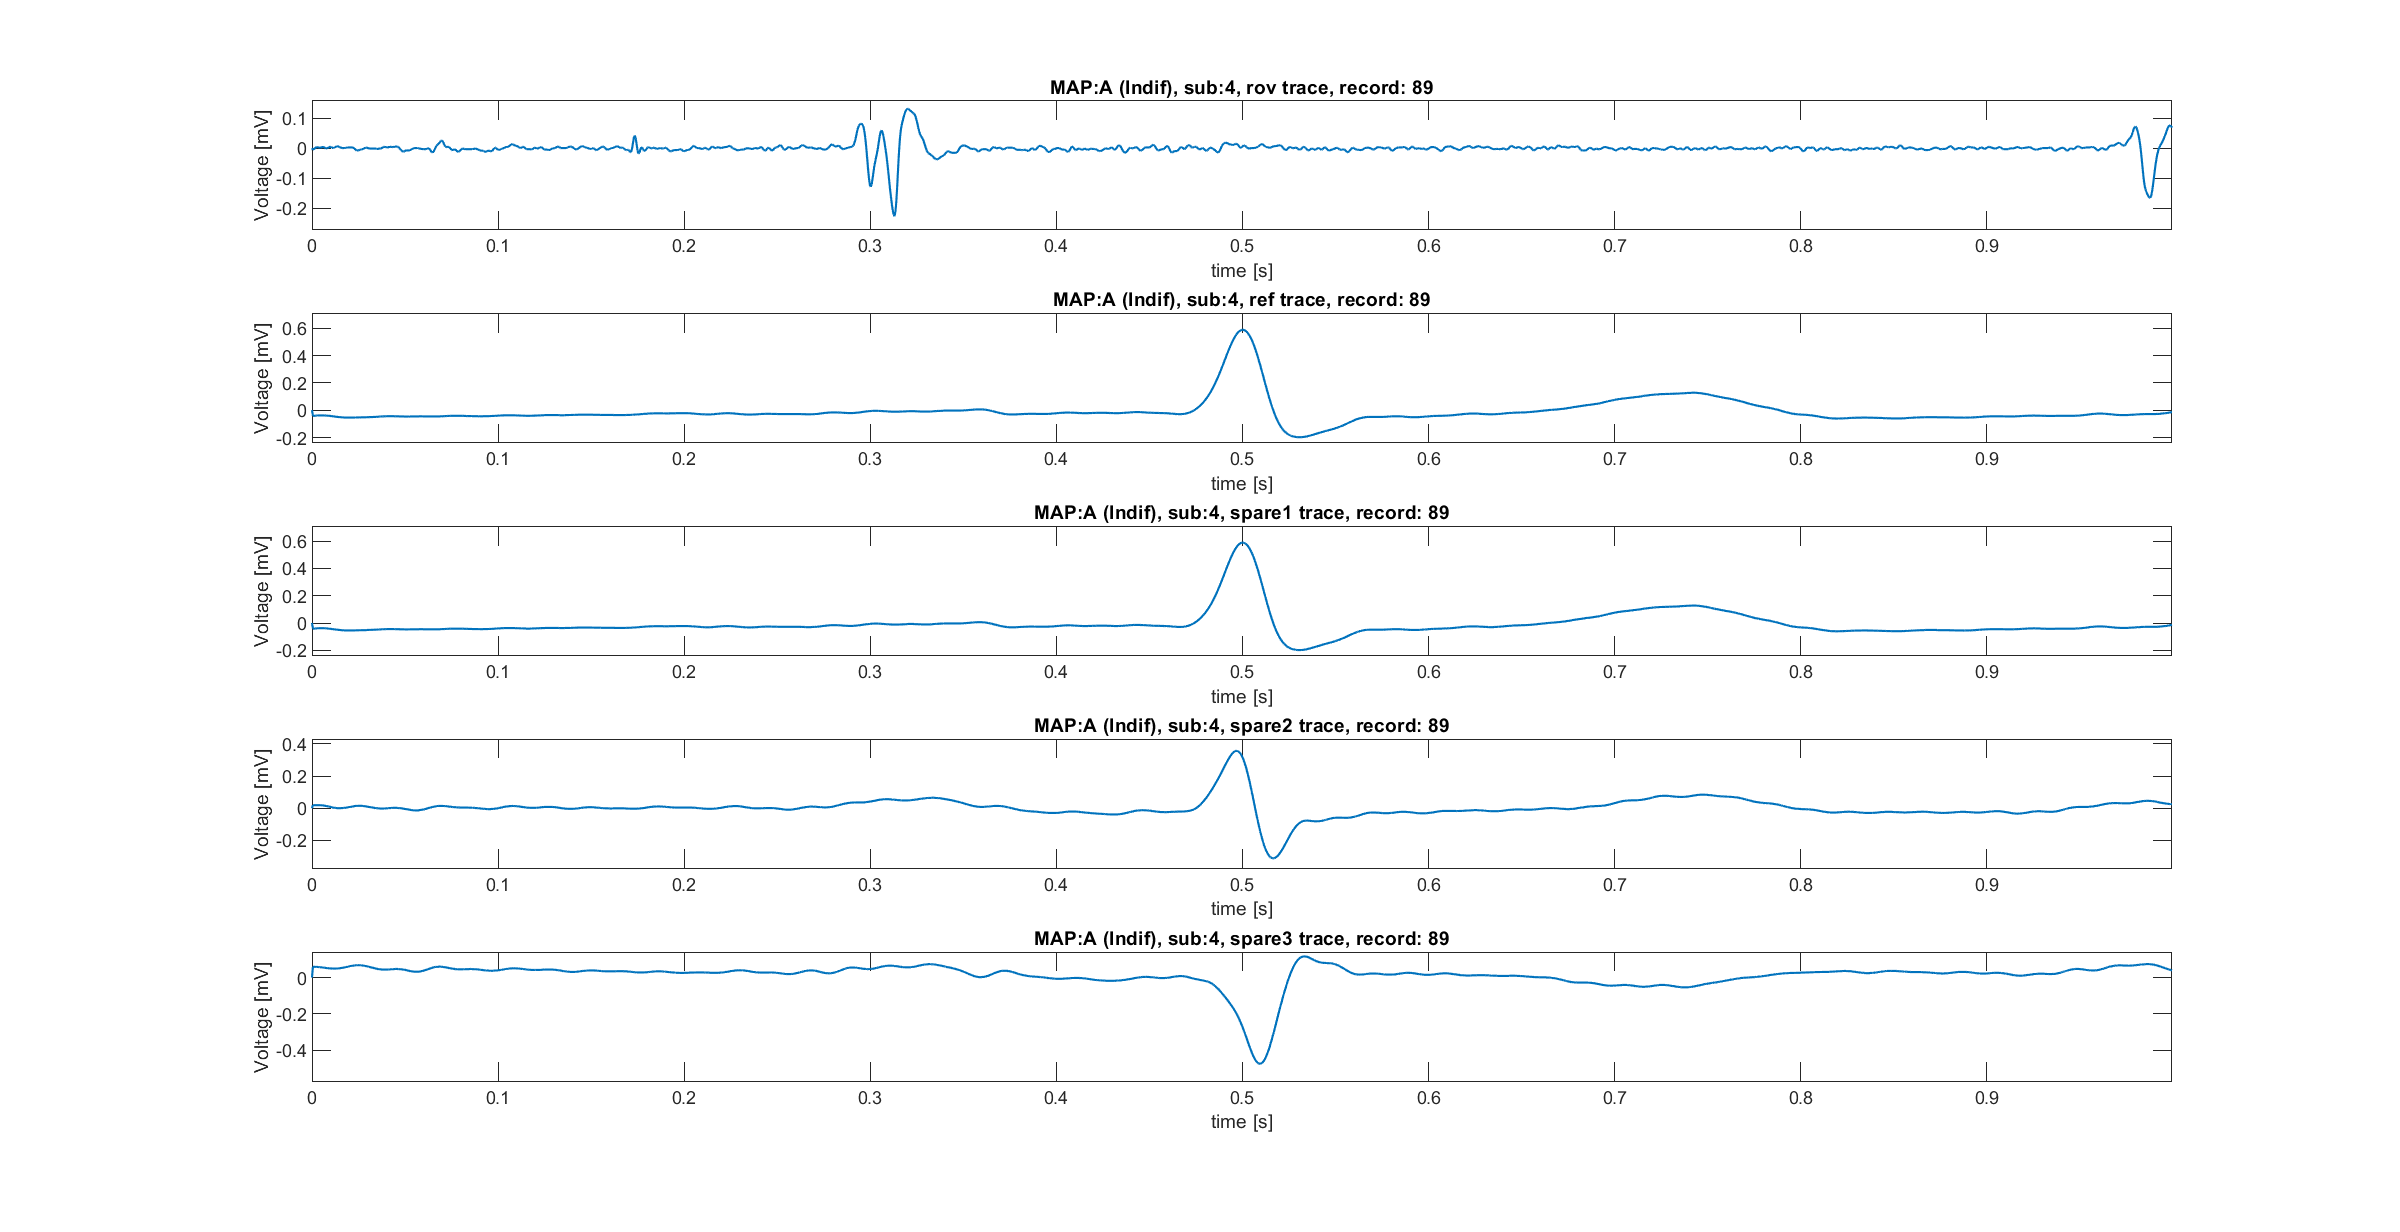 MAP:A (Indif), sub:4, rov trace, record: 89
Voltage [mV]
0.1
0
-0.1
-0.2
0 0.1 0.2 0.3 0.4 0.5 0.6 0.7 0.8 0.9
time [s]
MAP:A (Indif), sub:4, ref trace, record: 89
Voltage [mV]
0.6
0.4
0.2
0
-0.2
0 0.1 0.2 0.3 0.4 0.5 0.6 0.7 0.8 0.9
time [s]
MAP:A (Indif), sub:4, spare1 trace, record: 89
Voltage [mV]
0.6
0.4
0.2
0
-0.2
0 0.1 0.2 0.3 0.4 0.5 0.6 0.7 0.8 0.9
time [s]
MAP:A (Indif), sub:4, spare2 trace, record: 89
Voltage [mV]
0.4
0.2
0
-0.2
0 0.1 0.2 0.3 0.4 0.5 0.6 0.7 0.8 0.9
time [s]
MAP:A (Indif), sub:4, spare3 trace, record: 89
Voltage [mV]
0
-0.2
-0.4
0 0.1 0.2 0.3 0.4 0.5 0.6 0.7 0.8 0.9
time [s]